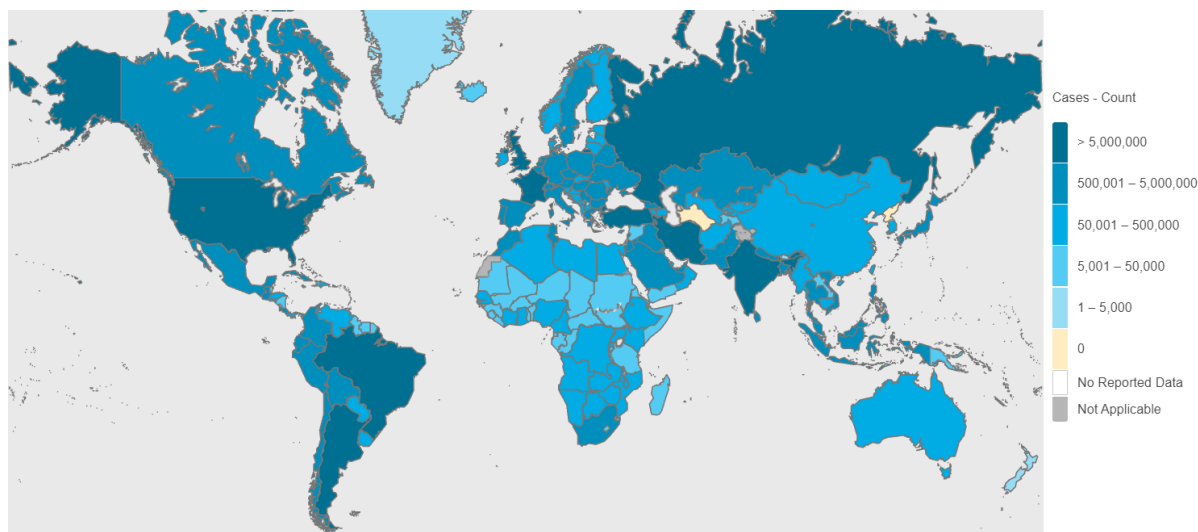 Cases - Count
> 5,000,000
500,001 – 5,000,000
50,001 – 500,000
5,001 – 50,000
1 – 5,000
0
No Reported Data
Not Applicable